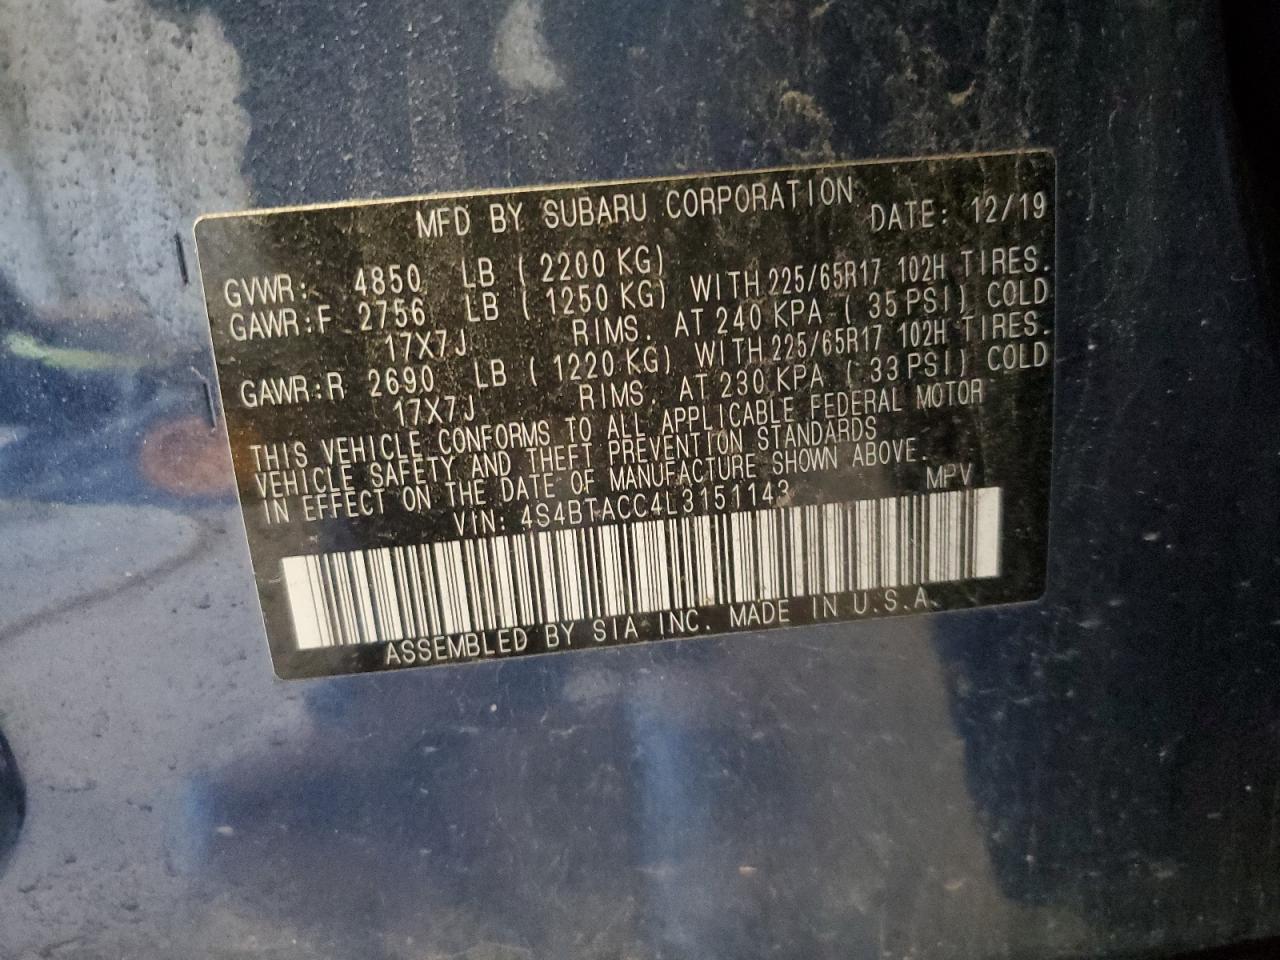 MFD BY SUBARU CORPORATION DATE: 12/19
GVWR: 4850 LB ( 2200 KG)
GAWR:F 2756 LB ( 1250 KG) WITH 225/65R17 102H TIRES.
17X7J RIMS. AT 240 KPA ( 35 PSI) COLD
GAWR:R 2690 LB ( 1220 KG) WITH 225/65R17 102H TIRES.
17X7J RIMS. AT 230 KPA ( 33 PSI) COLD
THIS VEHICLE CONFORMS TO ALL APPLICABLE FEDERAL MOTOR
VEHICLE SAFETY AND THEFT PREVENTION STANDARDS
IN EFFECT ON THE DATE OF MANUFACTURE SHOWN ABOVE.
VIN: 4S4BTACC4L3151143 MPV
ASSEMBLED BY SIA INC. MADE IN U.S.A.